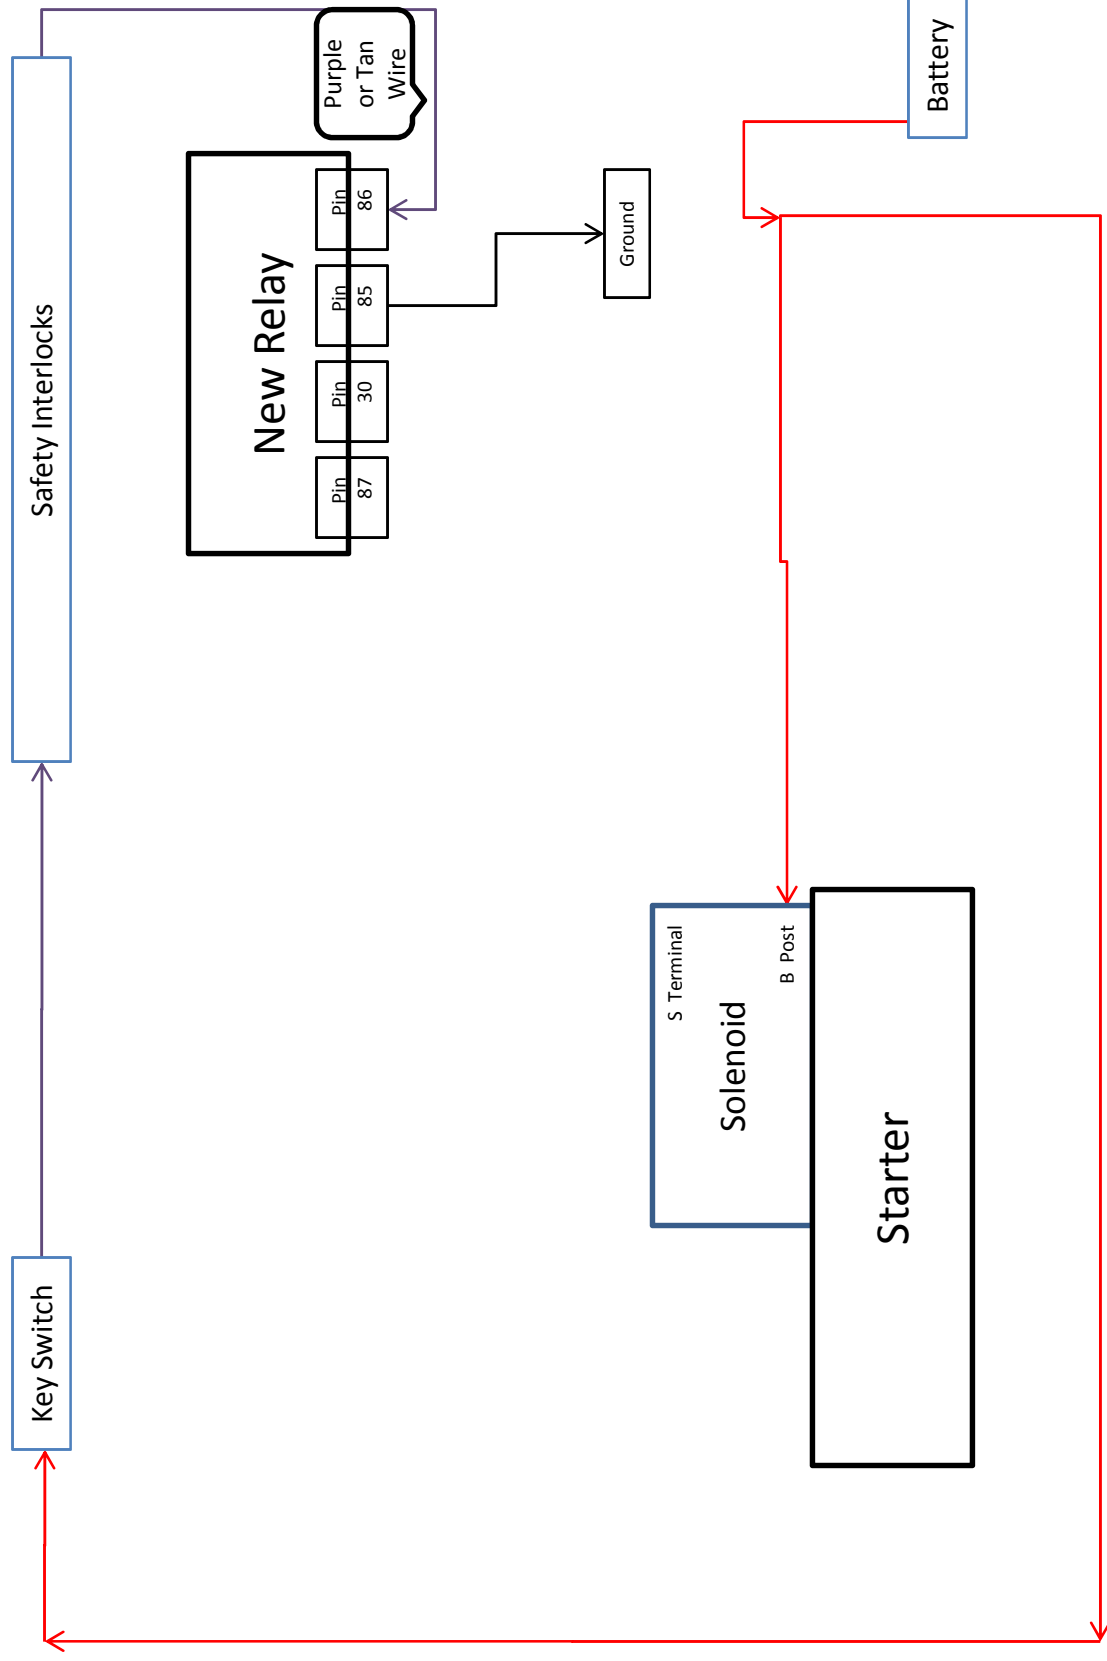 Key Switch
Safety Interlocks
New Relay
Pin
87
Pin
30
Pin
85
Pin
86
Purple
or Tan
Wire
Ground
S Terminal
Solenoid
B Post
Starter
Battery